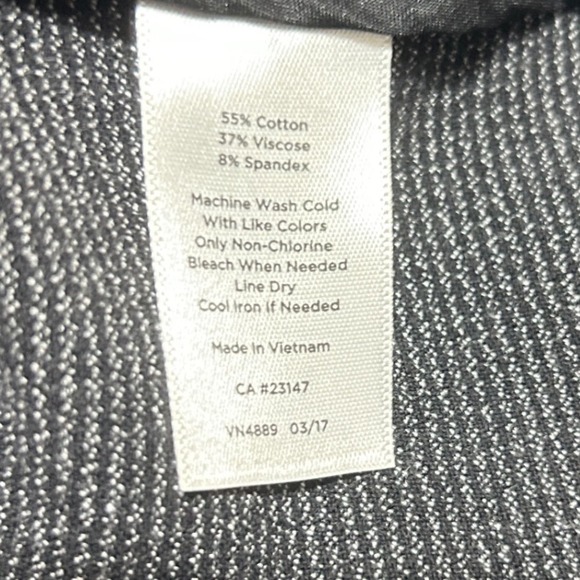 55% Cotton
37% Viscose
8% Spandex
Machine Wash Cold
With Like Colors
Only Non-Chlorine
Bleach When Needed
Line Dry
Cool Iron If Needed
Made In Vietnam
CA #23147
VN4889 03/17